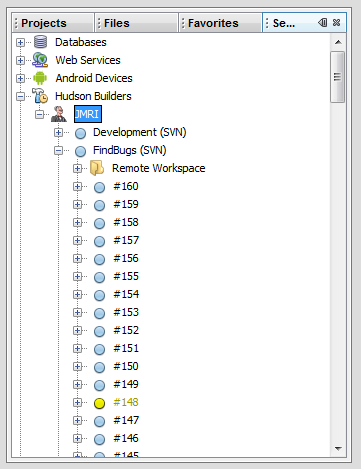 Projects Files Favorites Se...
Databases
Web Services
Android Devices
Hudson Builders
JMRI
Development (SVN)
FindBugs (SVN)
Remote Workspace
#160
#159
#158
#157
#156
#155
#154
#153
#152
#151
#150
#149
#148
#147
#146
#145